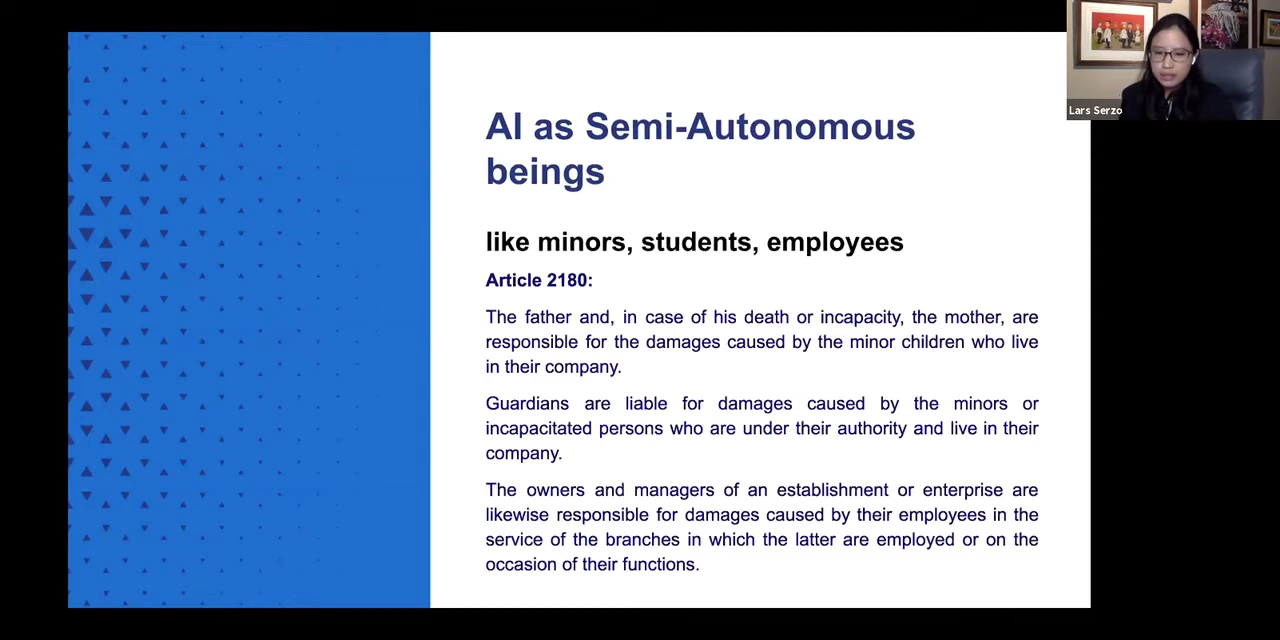 Lars Serzo
AI as Semi-Autonomous
beings
like minors, students, employees
Article 2180:
The father and, in case of his death or incapacity, the mother, are
responsible for the damages caused by the minor children who live
in their company.
Guardians are liable for damages caused by the minors or
incapacitated persons who are under their authority and live in their
company.
The owners and managers of an establishment or enterprise are
likewise responsible for damages caused by their employees in the
service of the branches in which the latter are employed or on the
occasion of their functions.